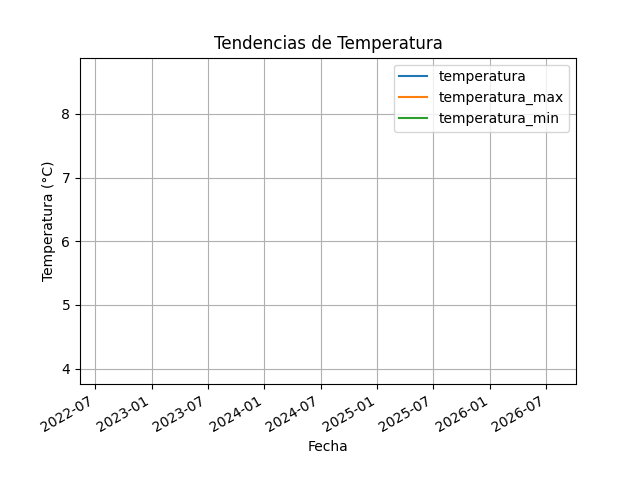 Tendencias de Temperatura
temperatura
temperatura_max
temperatura_min
Temperatura (°C)
8
7
6
5
4
2022-07
2023-01
2023-07
2024-01
2024-07
2025-01
2025-07
2026-01
2026-07
Fecha